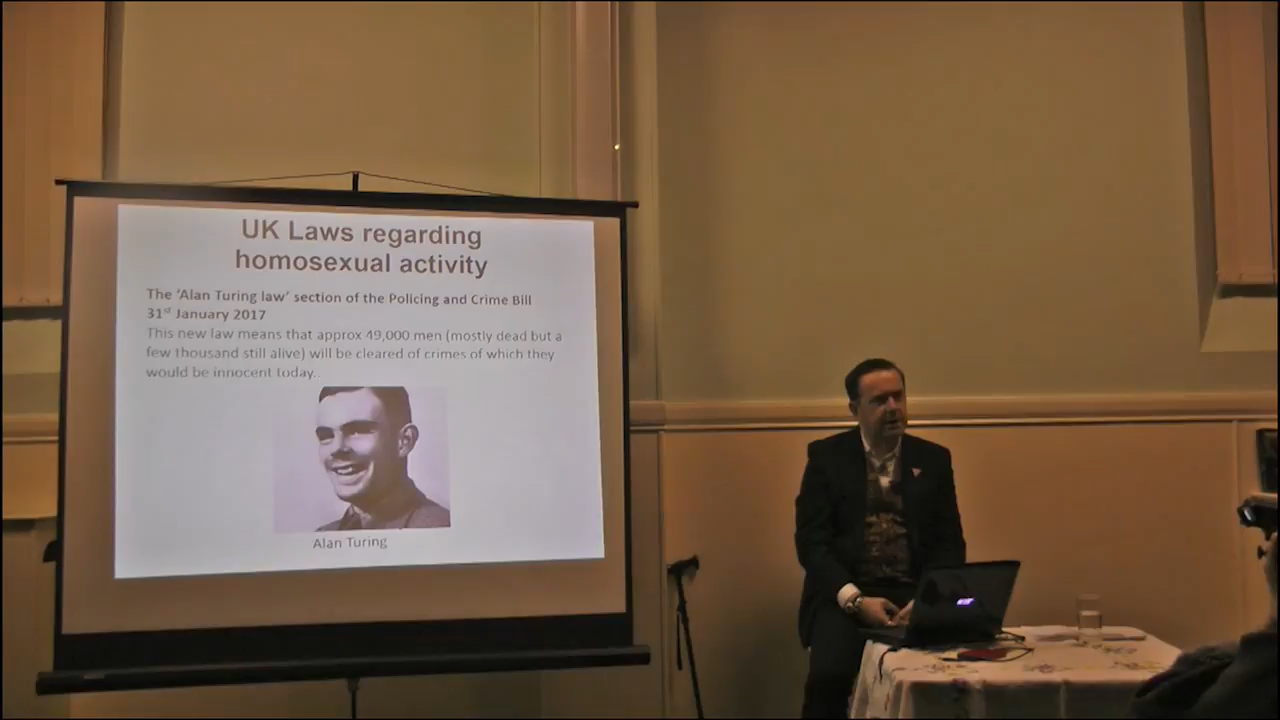 UK Laws regarding
homosexual activity
The ‘Alan Turing law’ section of the Policing and Crime Bill
31st January 2017
This new law means that approx 49,000 men (mostly dead but a
few thousand still alive) will be cleared of crimes of which they
would be innocent today..
Alan Turing